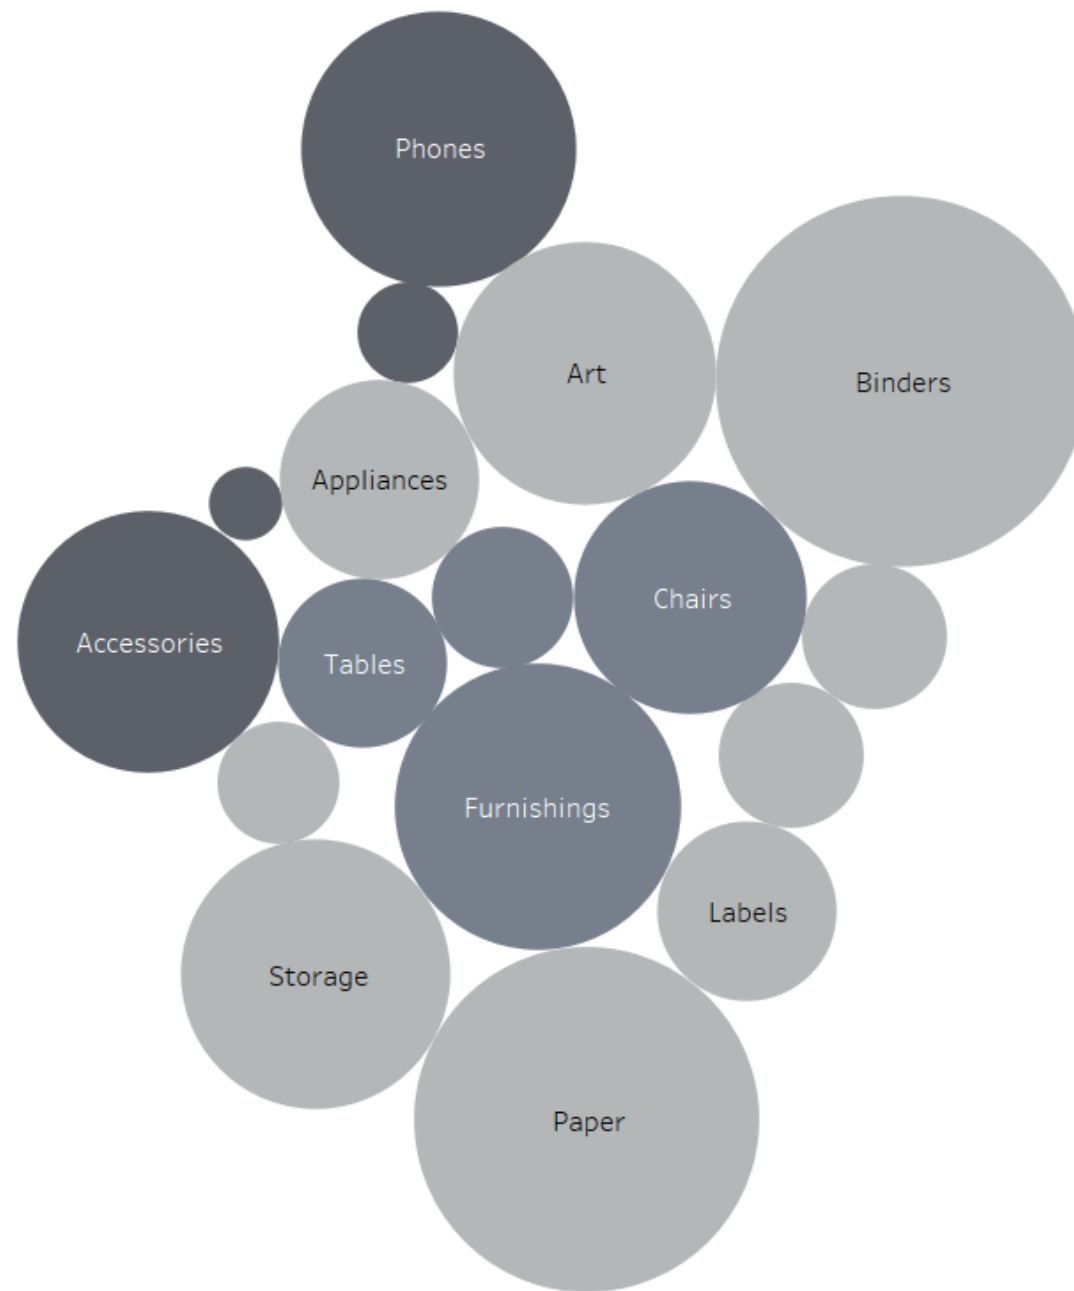 Phones
Art
Binders
Appliances
Chairs
Accessories
Tables
Furnishings
Labels
Storage
Paper